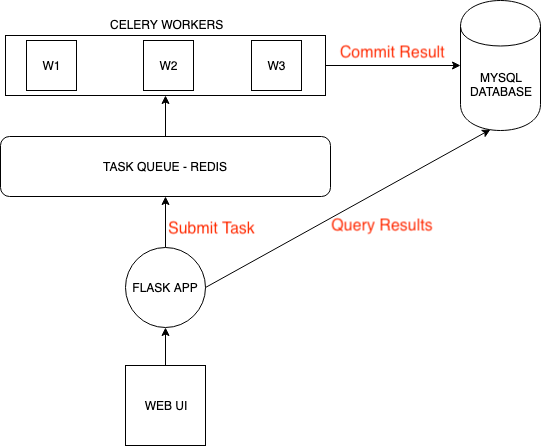 CELERY WORKERS
W1
W2
W3
Commit Result
MYSQL
DATABASE
TASK QUEUE - REDIS
Submit Task
Query Results
FLASK APP
WEB UI